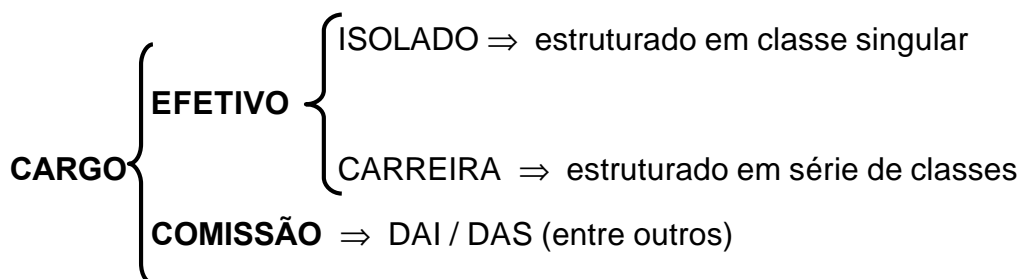 ISOLADO ⇒ estruturado em classe singular
EFETIVO
CARGO
CARREIRA ⇒ estruturado em série de classes
COMISSÃO ⇒ DAI / DAS (entre outros)